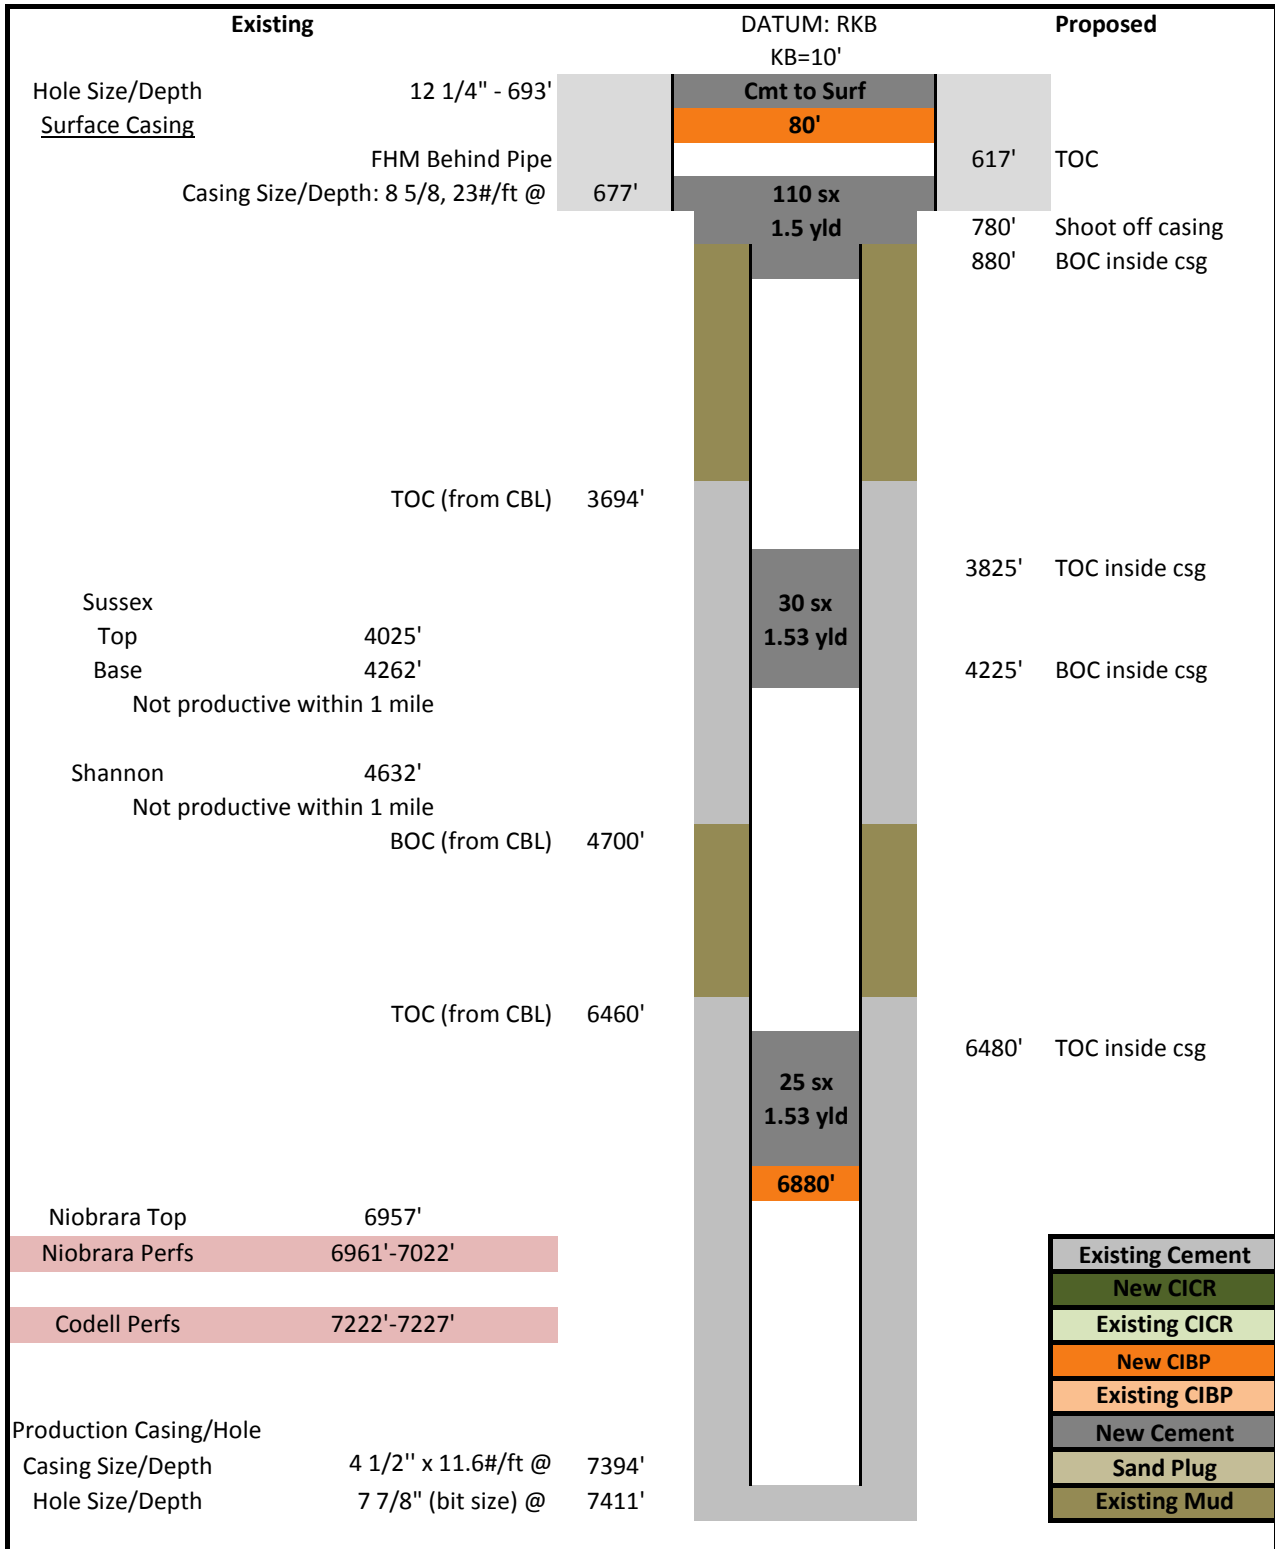 Existing DATUM: RKB Proposed
KB=10'
Hole Size/Depth 12 1/4" - 693' Cmt to Surf
Surface Casing 80'
FHM Behind Pipe 617' TOC
Casing Size/Depth: 8 5/8, 23#/ft @ 677' 110 sx
1.5 yld 780' Shoot off casing
880' BOC inside csg
TOC (from CBL) 3694'
3825' TOC inside csg
Sussex 30 sx
Top 4025' 1.53 yld
Base 4262' 4225' BOC inside csg
Not productive within 1 mile
Shannon 4632'
Not productive within 1 mile
BOC (from CBL) 4700'
TOC (from CBL) 6460'
6480' TOC inside csg
25 sx
1.53 yld
6880'
Niobrara Top 6957'
Niobrara Perfs 6961'-7022' Existing Cement
New CICR
Codell Perfs 7222'-7227' Existing CICR
New CIBP
Existing CIBP
Production Casing/Hole New Cement
Casing Size/Depth 4 1/2'' x 11.6#/ft @ 7394' Sand Plug
Hole Size/Depth 7 7/8" (bit size) @ 7411' Existing Mud